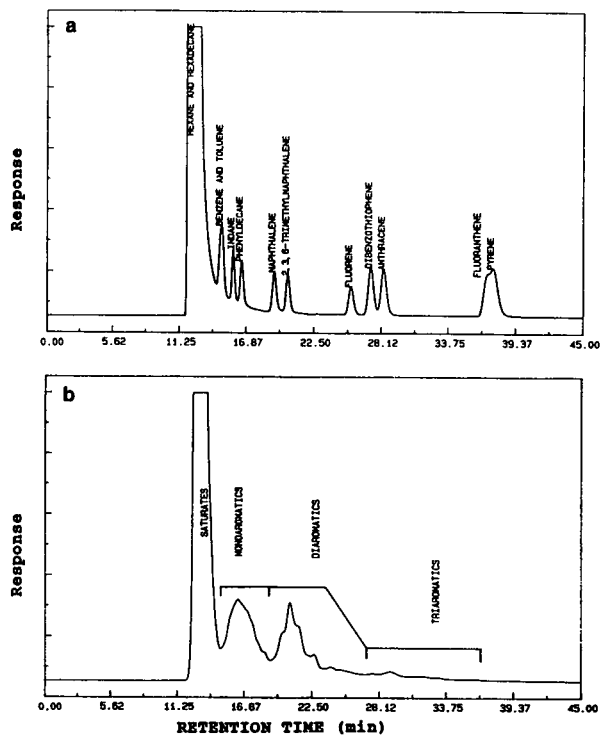 a
Response
HEXANE AND HEXADECANE
BENZENE AND TOLUENE
INDANE
PHENYLDECANE
NAPHTHALENE
2, 3, 6-TRIMETHYLNAPHTHALENE
FLUORENE
DIBENZOTHIOPHENE
ANTHRACENE
FLUORANTHENE
PYRENE
0.00 5.62 11.25 16.87 22.50 28.12 33.75 39.37 45.00
b
Response
SATURATES
MONOAROMATICS
DIAROMATICS
TRIAROMATICS
0.00 5.62 11.25 16.87 22.50 28.12 33.75 39.37 45.00
RETENTION TIME (min)